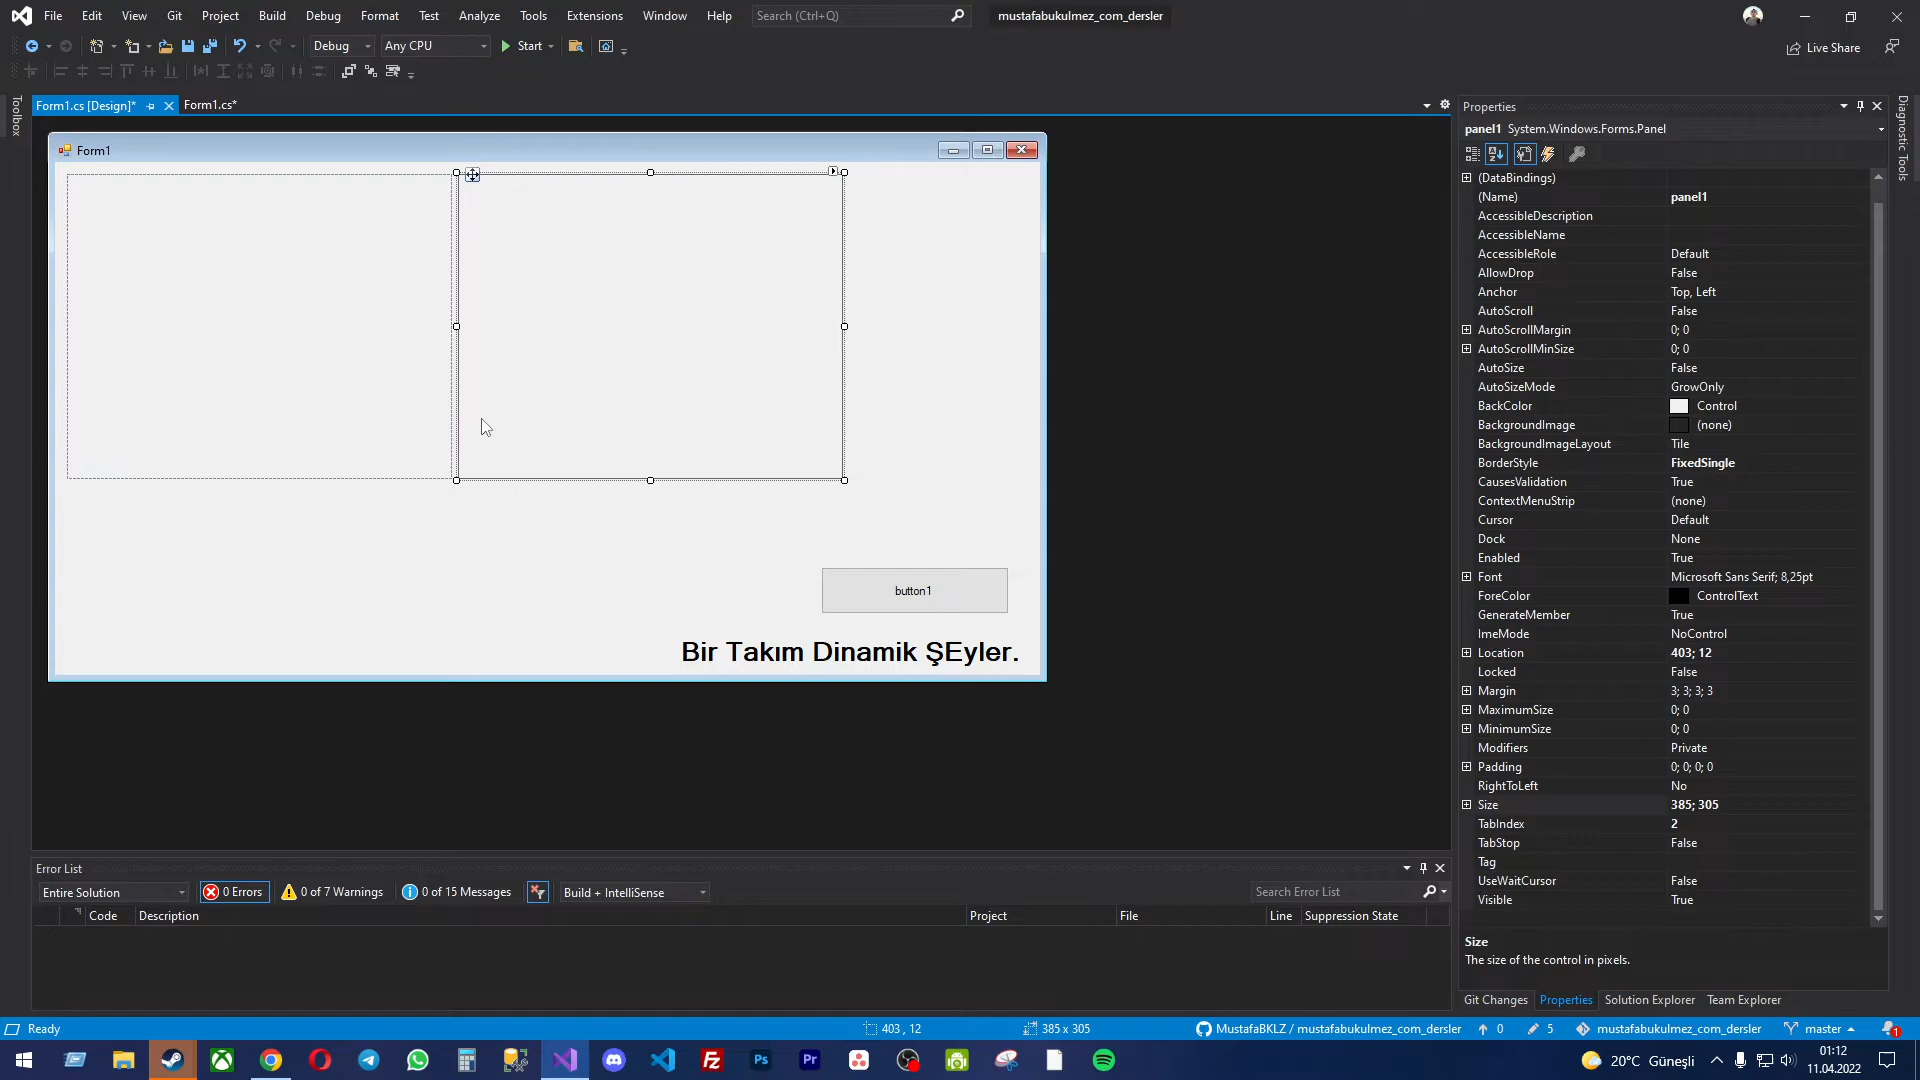 File Edit View Git Project Build Debug Format Test Analyze Tools Extensions Window Help Search (Ctrl+Q) mustafabukulmez_com_dersler
Debug Any CPU Start Live Share
Toolbox
Form1.cs [Design]* Form1.cs*
Form1
button1
Bir Takım Dinamik ŞEyler.
Properties
panel1 System.Windows.Forms.Panel
(DataBindings)
(Name) panel1
AccessibleDescription
AccessibleName
AccessibleRole Default
AllowDrop False
Anchor Top, Left
AutoScroll False
AutoScrollMargin 0; 0
AutoScrollMinSize 0; 0
AutoSize False
AutoSizeMode GrowOnly
BackColor Control
BackgroundImage (none)
BackgroundImageLayout Tile
BorderStyle FixedSingle
CausesValidation True
ContextMenuStrip (none)
Cursor Default
Dock None
Enabled True
Font Microsoft Sans Serif; 8,25pt
ForeColor ControlText
GenerateMember True
ImeMode NoControl
Location 403; 12
Locked False
Margin 3; 3; 3; 3
MaximumSize 0; 0
MinimumSize 0; 0
Modifiers Private
Padding 0; 0; 0; 0
RightToLeft No
Size 385; 305
TabIndex 2
TabStop False
Tag
UseWaitCursor False
Visible True
Size
The size of the control in pixels.
Git Changes Properties Solution Explorer Team Explorer
Diagnostic Tools
Error List
Entire Solution 0 Errors 0 of 7 Warnings 0 of 15 Messages Build + IntelliSense Search Error List
Code Description Project File Line Suppression State
Ready 403 , 12 385 x 305 MustafaBKLZ / mustafabukulmez_com_dersler 0 5 mustafabukulmez_com_dersler master 1
Ps Pr 20°C Güneşli 01:12
11.04.2022